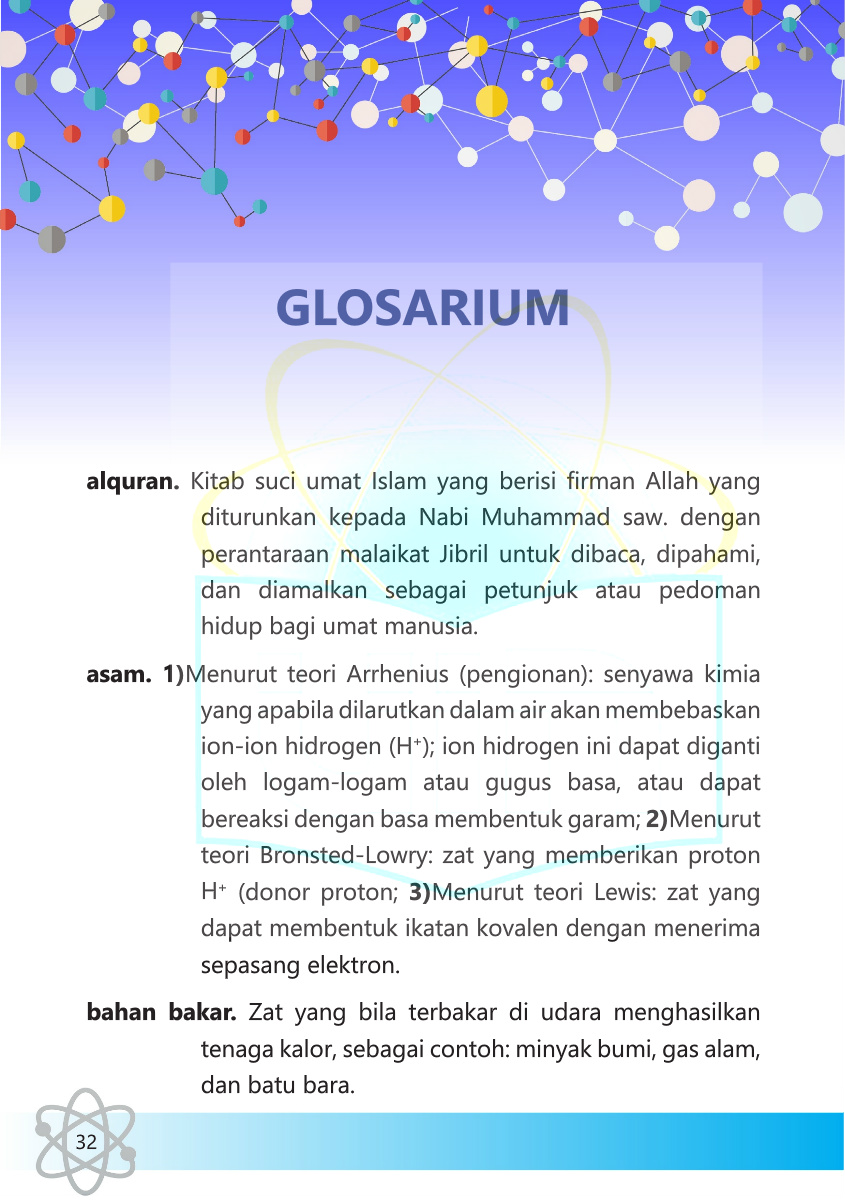 GLOSARIUM
alquran. Kitab suci umat Islam yang berisi firman Allah yang
diturunkan kepada Nabi Muhammad saw. dengan
perantaraan malaikat Jibril untuk dibaca, dipahami,
dan diamalkan sebagai petunjuk atau pedoman
hidup bagi umat manusia.
asam. 1)Menurut teori Arrhenius (pengionan): senyawa kimia
yang apabila dilarutkan dalam air akan membebaskan
ion-ion hidrogen (H⁺); ion hidrogen ini dapat diganti
oleh logam-logam atau gugus basa, atau dapat
bereaksi dengan basa membentuk garam; 2)Menurut
teori Bronsted-Lowry: zat yang memberikan proton
H⁺ (donor proton; 3)Menurut teori Lewis: zat yang
dapat membentuk ikatan kovalen dengan menerima
sepasang elektron.
bahan bakar. Zat yang bila terbakar di udara menghasilkan
tenaga kalor, sebagai contoh: minyak bumi, gas alam,
dan batu bara.
32